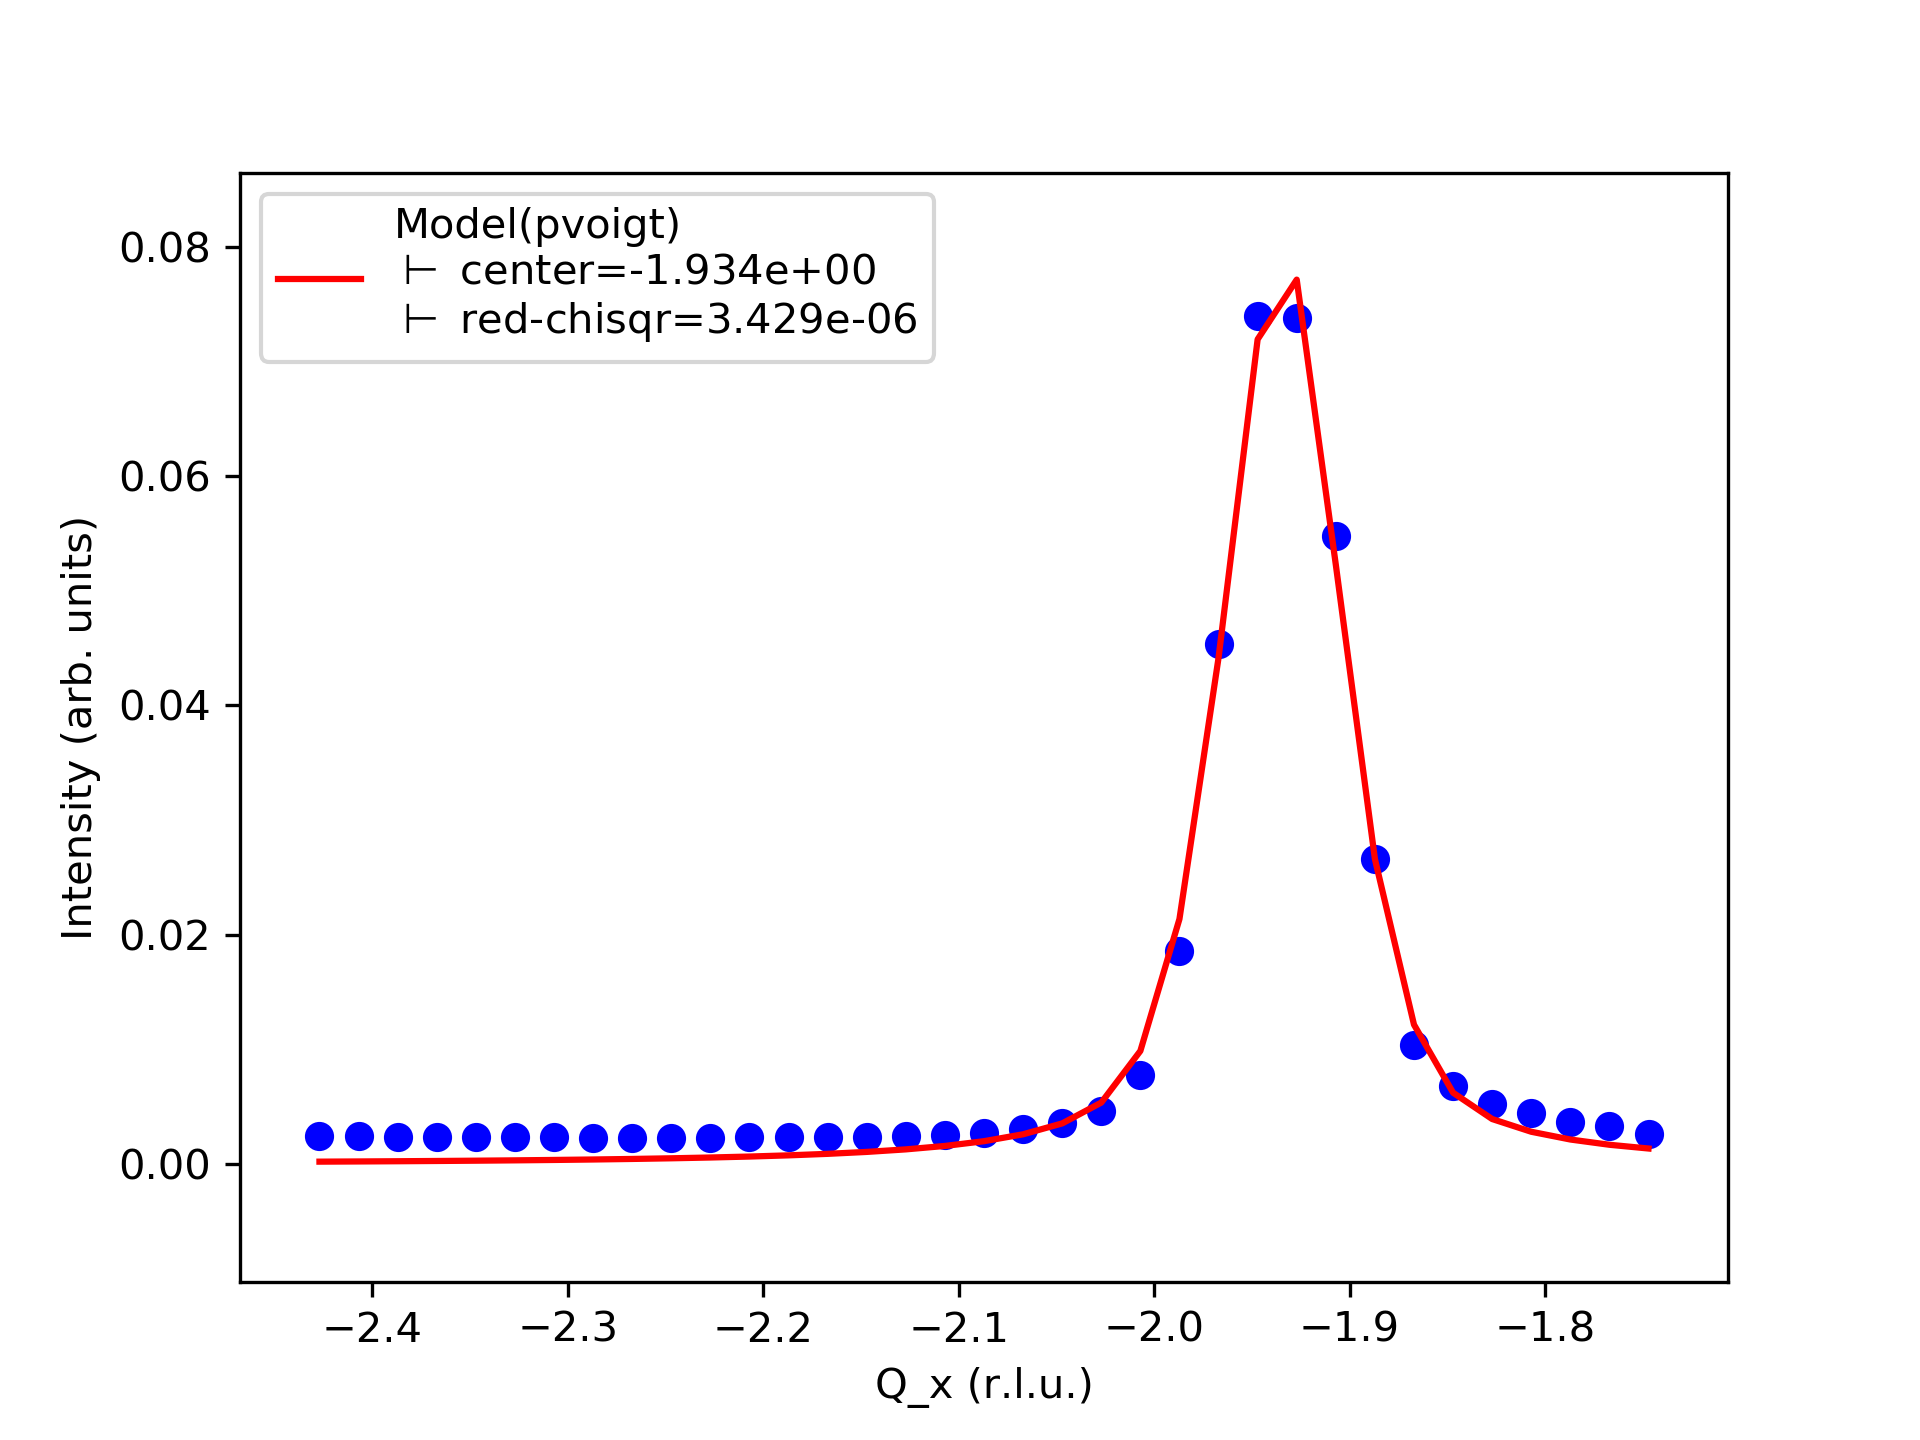 Model(pvoigt)
⊢ center=-1.934e+00
⊢ red-chisqr=3.429e-06
0.08
0.06
0.04
0.02
0.00
Intensity (arb. units)
−2.4 −2.3 −2.2 −2.1 −2.0 −1.9 −1.8
Q_x (r.l.u.)